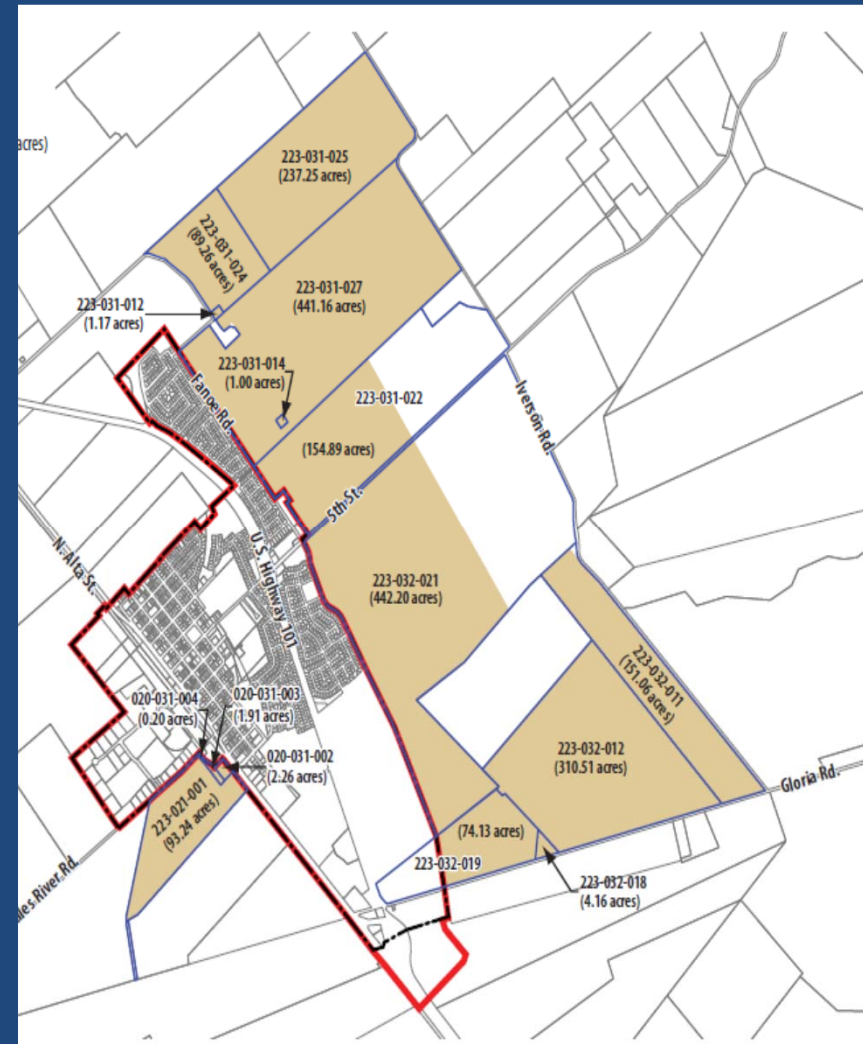 acres)
223-031-025
(237.25 acres)
223-031-024
(89.26 acres)
223-031-012
(1.17 acres)
223-031-027
(441.16 acres)
223-031-014
(1.00 acres)
Fanoe Rd.
223-031-022
(154.89 acres)
Iverson Rd.
5th St.
N. Alta St.
U.S. Highway 101
223-032-021
(442.20 acres)
223-032-011
(151.06 acres)
020-031-004
(0.20 acres)
020-031-003
(1.91 acres)
020-031-002
(2.26 acres)
223-032-012
(310.51 acres)
223-021-001
(93.24 acres)
Gloria Rd.
(74.13 acres)
223-032-019
223-032-018
(4.16 acres)
les River Rd.